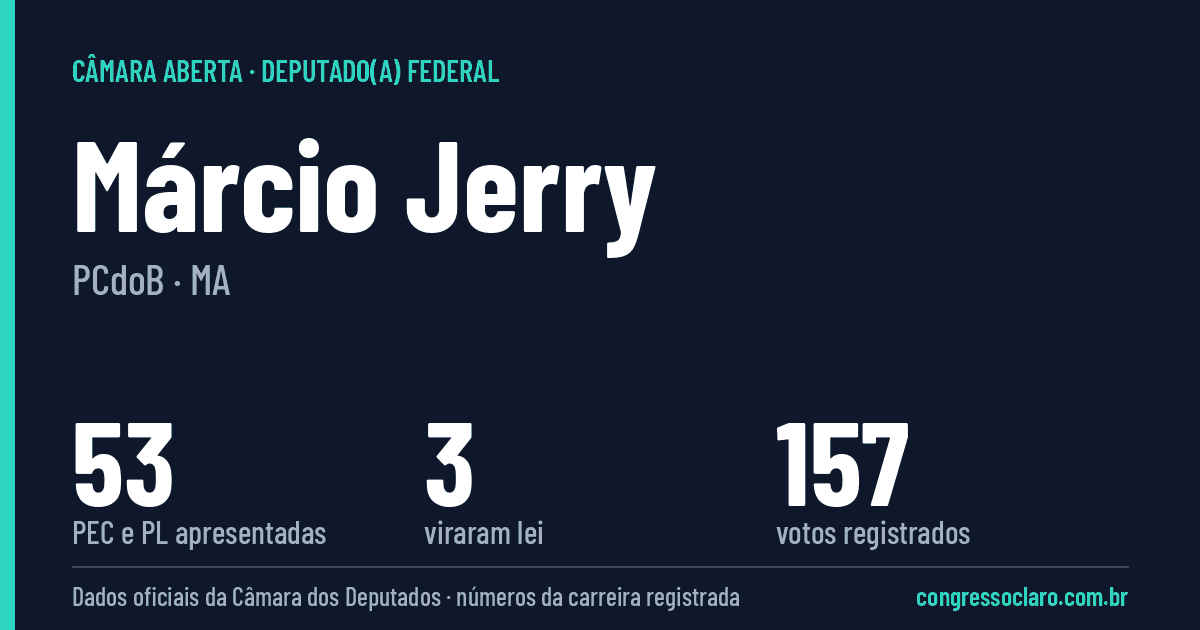 CÂMARA ABERTA · DEPUTADO(A) FEDERAL
Márcio Jerry
PCdoB · MA
53 3 157
PEC e PL apresentadas viraram lei votos registrados
Dados oficiais da Câmara dos Deputados · números da carreira registrada congressoclaro.com.br